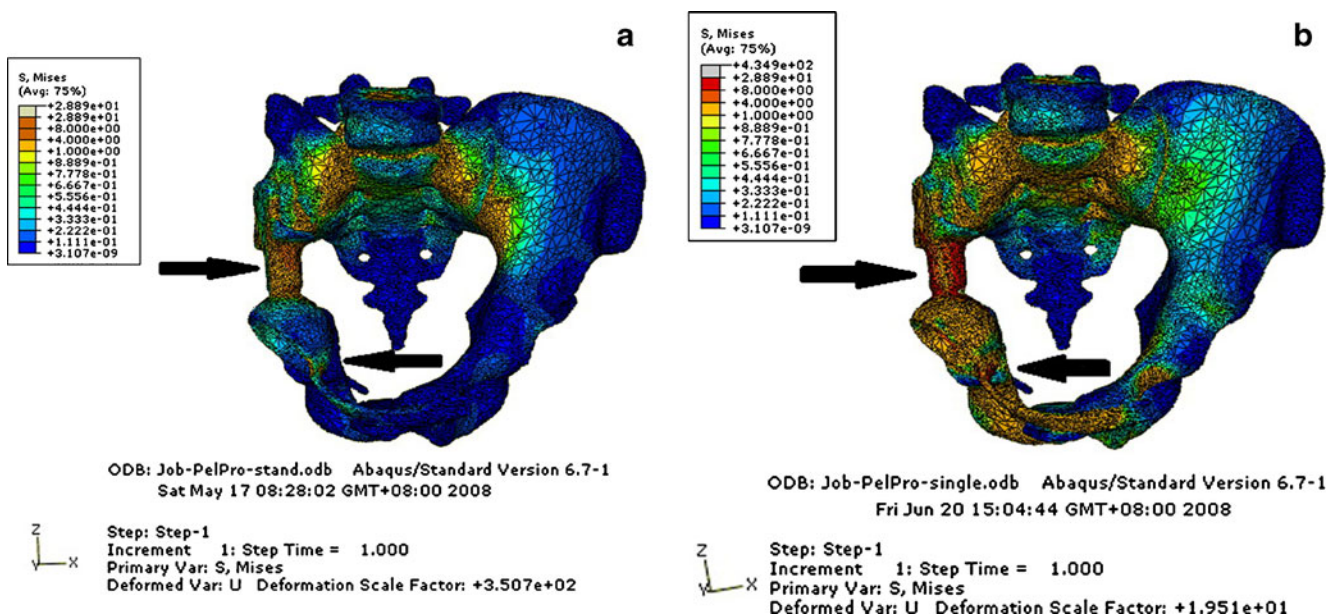 a
S, Mises
(Avg: 75%)
+2.889e+01
+2.889e+01
+8.000e+00
+4.000e+00
+1.000e+00
+8.889e-01
+7.778e-01
+6.667e-01
+5.556e-01
+4.444e-01
+3.333e-01
+2.222e-01
+1.111e-01
+3.107e-09
ODB: Job-PelPro-stand.odb Abaqus/Standard Version 6.7-1
Sat May 17 08:28:02 GMT+08:00 2008
Z
Y X
Step: Step-1
Increment 1: Step Time = 1.000
Primary Var: S, Mises
Deformed Var: U Deformation Scale Factor: +3.507e+02
b
S, Mises
(Avg: 75%)
+4.349e+02
+2.889e+01
+8.000e+00
+4.000e+00
+1.000e+00
+8.889e-01
+7.778e-01
+6.667e-01
+5.556e-01
+4.444e-01
+3.333e-01
+2.222e-01
+1.111e-01
+3.107e-09
ODB: Job-PelPro-single.odb Abaqus/Standard Version 6.7-1
Fri Jun 20 15:04:44 GMT+08:00 2008
Z
Y X
Step: Step-1
Increment 1: Step Time = 1.000
Primary Var: S, Mises
Deformed Var: U Deformation Scale Factor: +1.951e+01